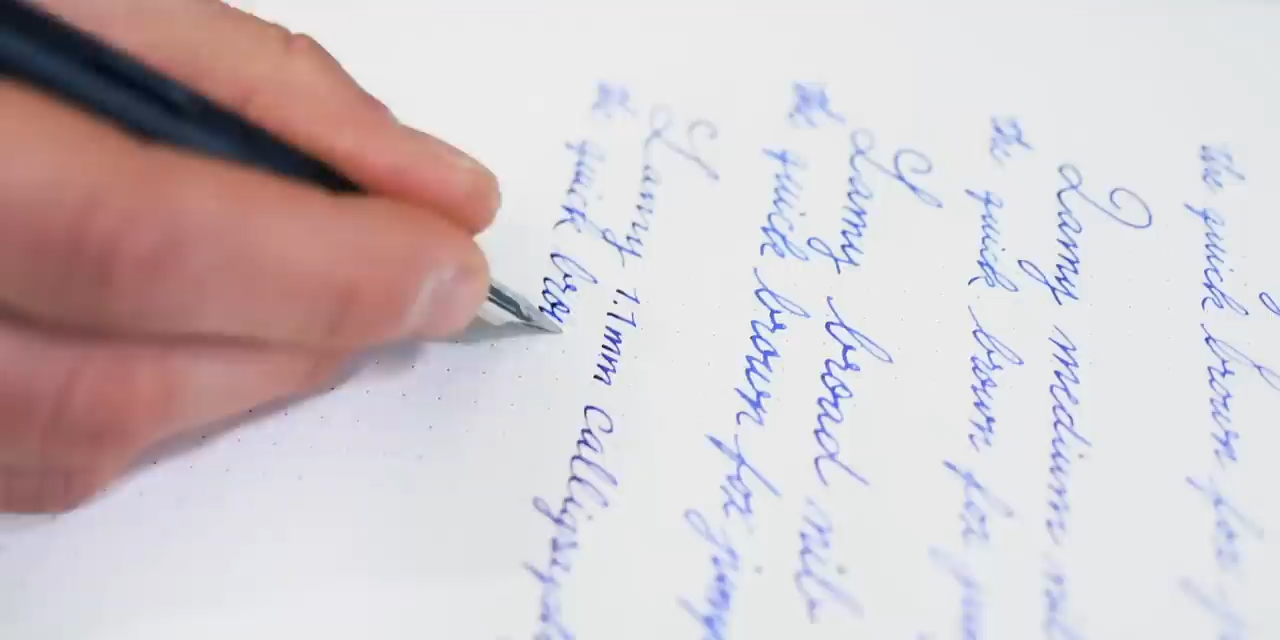 the quick brown fox
Lamy medium
the quick brown fox
Lamy broad nib
the quick brown fox
Lamy 1.1mm
the quick